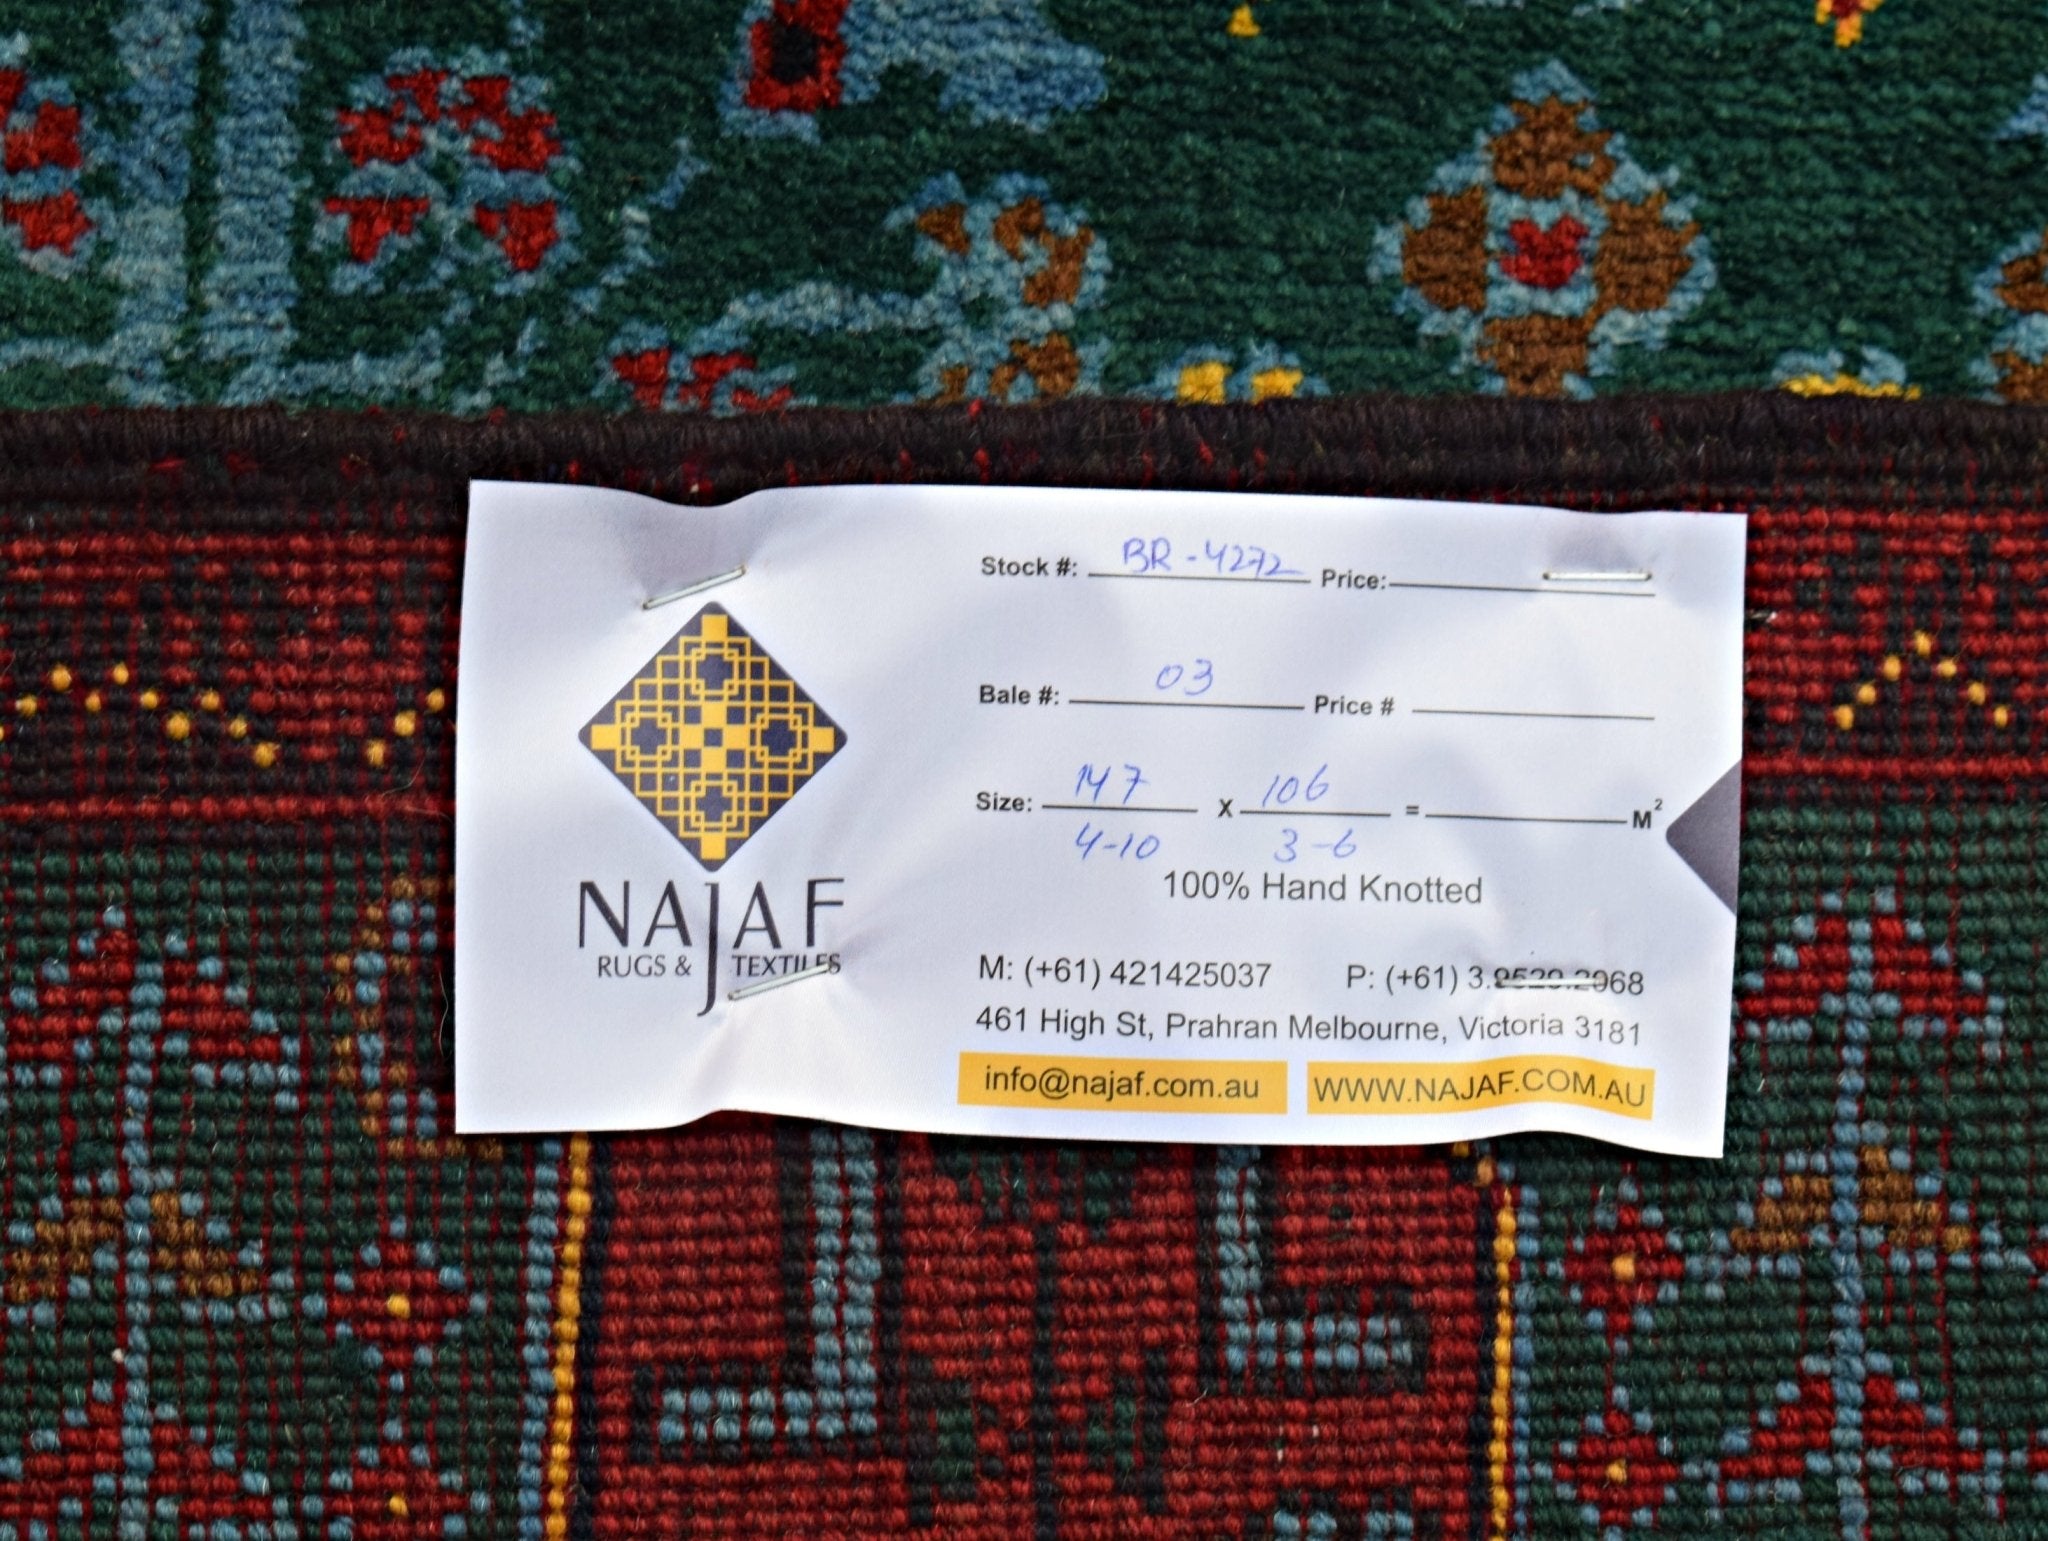 Stock #: BR-4272 Price:
Bale #: 03 Price #
Size: 147 X 106 = M²
4-10 3-6
100% Hand Knotted
NAJAF
RUGS & TEXTILES
M: (+61) 421425037 P: (+61) 3.9529.2968
461 High St, Prahran Melbourne, Victoria 3181
info@najaf.com.au WWW.NAJAF.COM.AU